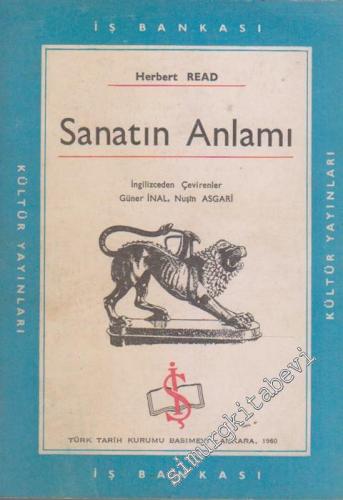 İŞ BANKASI
Herbert READ
Sanatın Anlamı
İngilizceden Çevirenler
Güner İNAL, Nuşin ASGARİ
KÜLTÜR YAYINLARI
KÜLTÜR YAYINLARI
İŞ
TÜRK TARİH KURUMU BASIMEVİ, ANKARA, 1960
İŞ BANKASI
simurgkitabevi